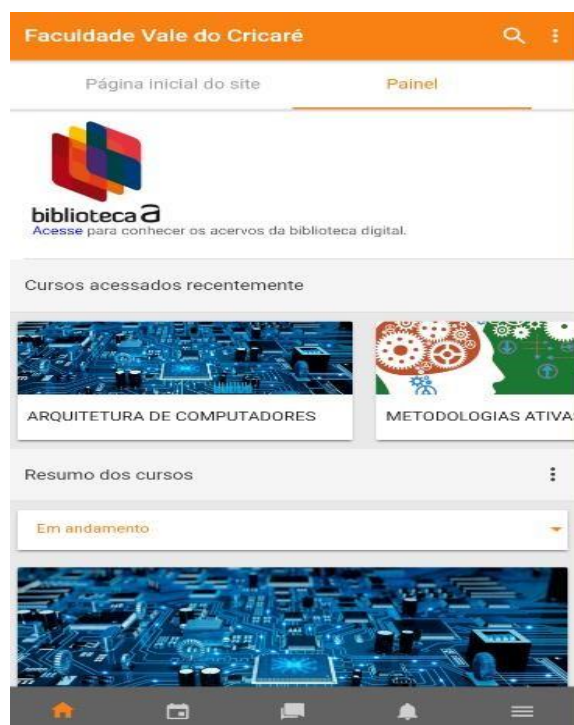 Faculdade Vale do Cricaré
Página inicial do site
Painel
biblioteca a
Acesse para conhecer os acervos da biblioteca digital.
Cursos acessados recentemente
ARQUITETURA DE COMPUTADORES
METODOLOGIAS ATIVA
Resumo dos cursos
Em andamento